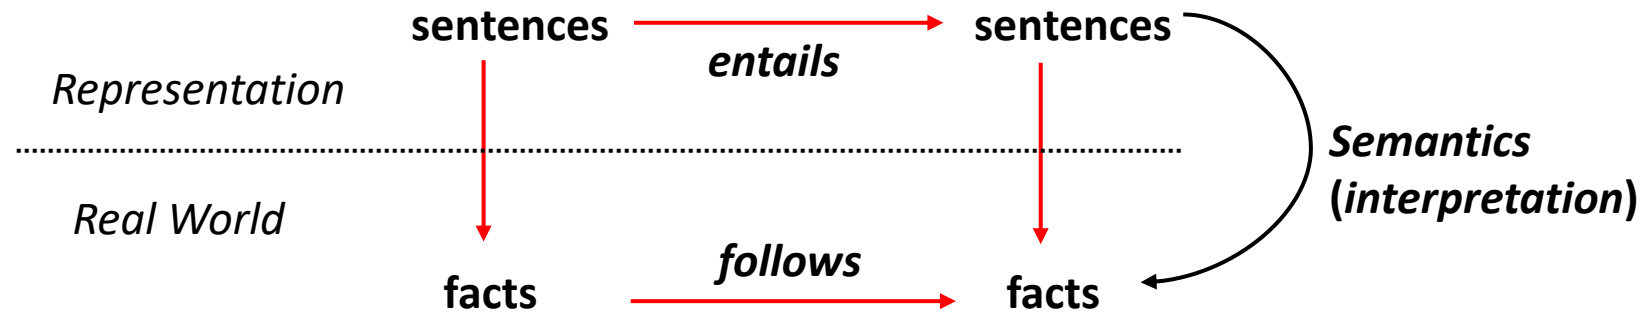 sentences
sentences
entails
Representation
Semantics
(interpretation)
Real World
follows
facts
facts